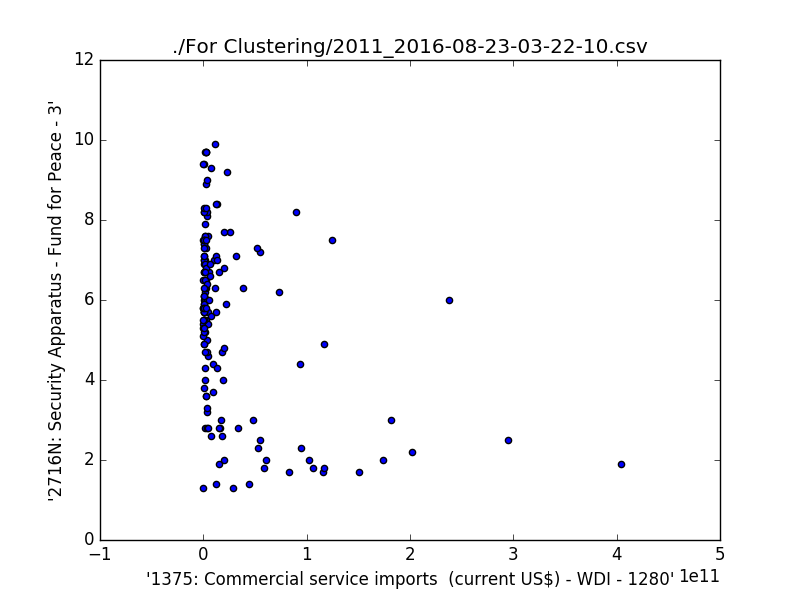 ./For Clustering/2011_2016-08-23-03-22-10.csv
'2716N: Security Apparatus - Fund for Peace - 3'
12
10
8
6
4
2
0
−1 0 1 2 3 4 5
1e11
'1375: Commercial service imports  (current US$) - WDI - 1280'